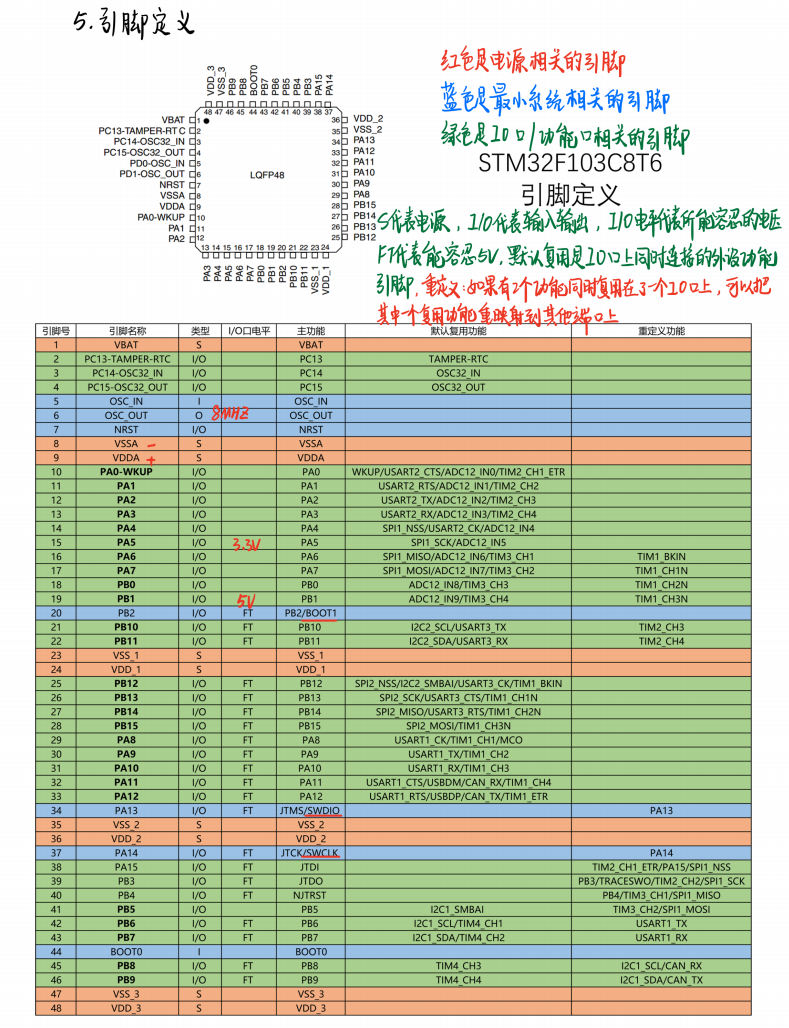 5.引脚定义
红色是电源相关的引脚
蓝色是最小系统相关的引脚
绿色是IO口/功能口相关的引脚
STM32F103C8T6
引脚定义
S代表电源，I/O代表输入输出，I/O电平代表所能容忍的电压
FT代表能容忍5V，默认复用是IO口上同时连接的外设功能
引脚，重定义：如果有2个功能同时复用在了一个IO口上，可以把
其中一个复用功能重映射到其他端口上
VDD_3 VSS_3 PB9 PB8 BOOT0 PB7 PB6 PB5 PB4 PB3 PA15 PA14
48 47 46 45 44 43 42 41 40 39 38 37
VBAT 1 36 VDD_2
PC13-TAMPER-RTC 2 35 VSS_2
PC14-OSC32_IN 3 34 PA13
PC15-OSC32_OUT 4 33 PA12
PD0-OSC_IN 5 32 PA11
PD1-OSC_OUT 6 31 PA10
NRST 7 LQFP48 30 PA9
VSSA 8 29 PA8
VDDA 9 28 PB15
PA0-WKUP 10 27 PB14
PA1 11 26 PB13
PA2 12 25 PB12
13 14 15 16 17 18 19 20 21 22 23 24
PA3 PA4 PA5 PA6 PA7 PB0 PB1 PB2 PB10 PB11 VSS_1 VDD_1
引脚号 引脚名称 类型 I/O口电平 主功能 默认复用功能 重定义功能
1 VBAT S VBAT
2 PC13-TAMPER-RTC I/O PC13 TAMPER-RTC
3 PC14-OSC32_IN I/O PC14 OSC32_IN
4 PC15-OSC32_OUT I/O PC15 OSC32_OUT
5 OSC_IN I OSC_IN
6 OSC_OUT O 8MHZ OSC_OUT
7 NRST I/O NRST
8 VSSA - S VSSA
9 VDDA + S VDDA
10 PA0-WKUP I/O PA0 WKUP/USART2_CTS/ADC12_IN0/TIM2_CH1_ETR
11 PA1 I/O PA1 USART2_RTS/ADC12_IN1/TIM2_CH2
12 PA2 I/O PA2 USART2_TX/ADC12_IN2/TIM2_CH3
13 PA3 I/O PA3 USART2_RX/ADC12_IN3/TIM2_CH4
14 PA4 I/O PA4 SPI1_NSS/USART2_CK/ADC12_IN4
15 PA5 I/O 3.3V PA5 SPI1_SCK/ADC12_IN5
16 PA6 I/O PA6 SPI1_MISO/ADC12_IN6/TIM3_CH1 TIM1_BKIN
17 PA7 I/O PA7 SPI1_MOSI/ADC12_IN7/TIM3_CH2 TIM1_CH1N
18 PB0 I/O PB0 ADC12_IN8/TIM3_CH3 TIM1_CH2N
19 PB1 I/O 5V PB1 ADC12_IN9/TIM3_CH4 TIM1_CH3N
20 PB2 I/O FT PB2/BOOT1
21 PB10 I/O FT PB10 I2C2_SCL/USART3_TX TIM2_CH3
22 PB11 I/O FT PB11 I2C2_SDA/USART3_RX TIM2_CH4
23 VSS_1 S VSS_1
24 VDD_1 S VDD_1
25 PB12 I/O FT PB12 SPI2_NSS/I2C2_SMBAI/USART3_CK/TIM1_BKIN
26 PB13 I/O FT PB13 SPI2_SCK/USART3_CTS/TIM1_CH1N
27 PB14 I/O FT PB14 SPI2_MISO/USART3_RTS/TIM1_CH2N
28 PB15 I/O FT PB15 SPI2_MOSI/TIM1_CH3N
29 PA8 I/O FT PA8 USART1_CK/TIM1_CH1/MCO
30 PA9 I/O FT PA9 USART1_TX/TIM1_CH2
31 PA10 I/O FT PA10 USART1_RX/TIM1_CH3
32 PA11 I/O FT PA11 USART1_CTS/USBDM/CAN_RX/TIM1_CH4
33 PA12 I/O FT PA12 USART1_RTS/USBDP/CAN_TX/TIM1_ETR
34 PA13 I/O FT JTMS/SWDIO PA13
35 VSS_2 S VSS_2
36 VDD_2 S VDD_2
37 PA14 I/O FT JTCK/SWCLK PA14
38 PA15 I/O FT JTDI TIM2_CH1_ETR/PA15/SPI1_NSS
39 PB3 I/O FT JTDO PB3/TRACESWO/TIM2_CH2/SPI1_SCK
40 PB4 I/O FT NJTRST PB4/TIM3_CH1/SPI1_MISO
41 PB5 I/O PB5 I2C1_SMBAI TIM3_CH2/SPI1_MOSI
42 PB6 I/O FT PB6 I2C1_SCL/TIM4_CH1 USART1_TX
43 PB7 I/O FT PB7 I2C1_SDA/TIM4_CH2 USART1_RX
44 BOOT0 I BOOT0
45 PB8 I/O FT PB8 TIM4_CH3 I2C1_SCL/CAN_RX
46 PB9 I/O FT PB9 TIM4_CH4 I2C1_SDA/CAN_TX
47 VSS_3 S VSS_3
48 VDD_3 S VDD_3